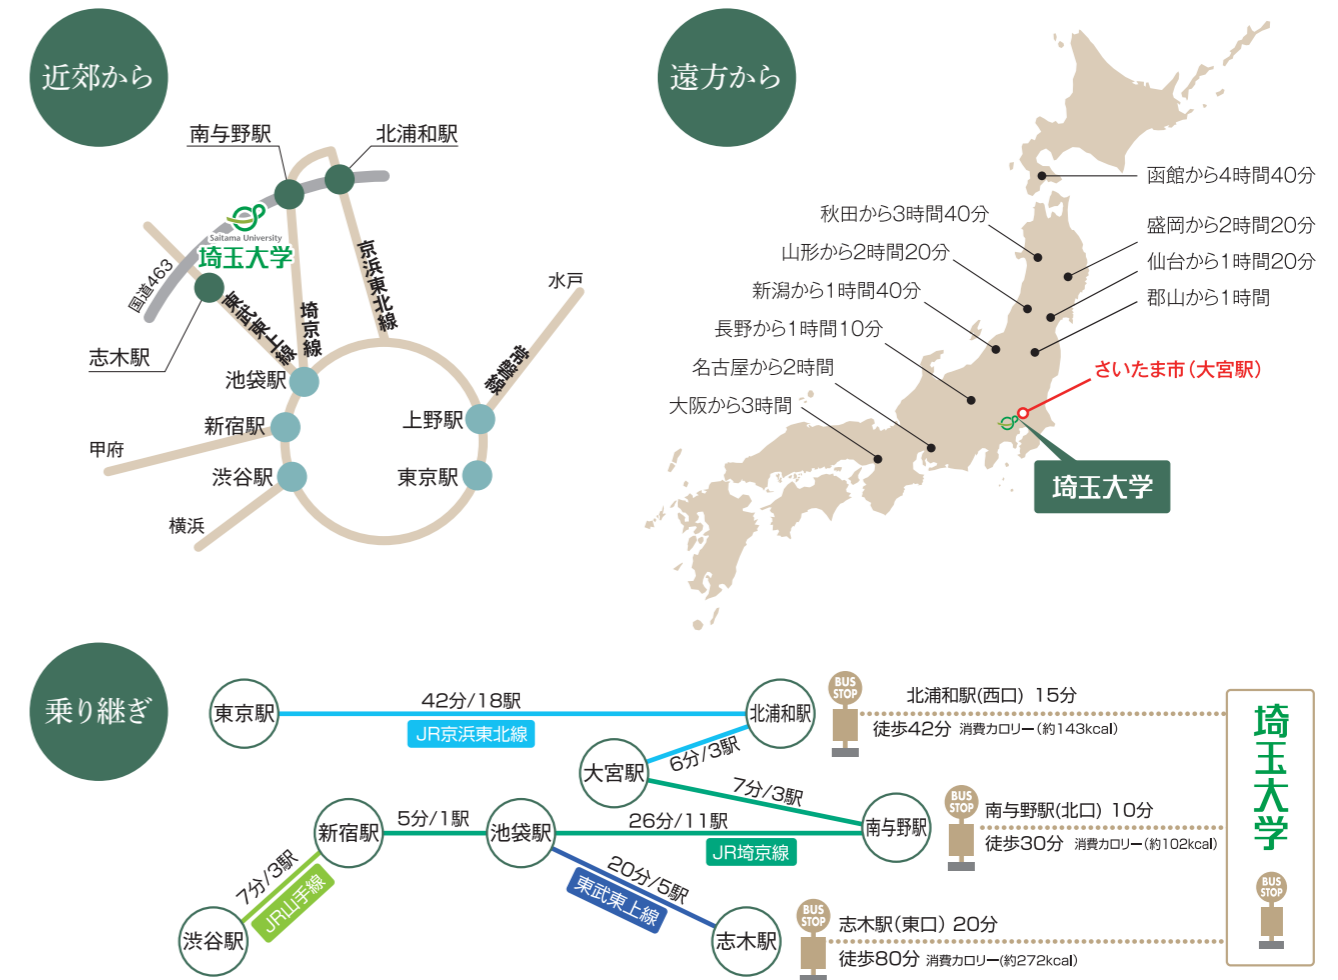 近郊から
南与野駅
北浦和駅
Saitama University
埼玉大学
国道463
志木駅
東武東上線
埼京線
京浜東北線
常磐線
水戸
池袋駅
新宿駅
渋谷駅
上野駅
東京駅
甲府
横浜
遠方から
函館から4時間40分
秋田から3時間40分
盛岡から2時間20分
山形から2時間20分
仙台から1時間20分
新潟から1時間40分
郡山から1時間
長野から1時間10分
名古屋から2時間
大阪から3時間
さいたま市(大宮駅)
埼玉大学
乗り継ぎ
東京駅
42分/18駅
JR京浜東北線
北浦和駅
BUS
STOP
北浦和駅(西口) 15分
徒歩42分 消費カロリー(約143kcal)
大宮駅
6分/3駅
7分/3駅
新宿駅
5分/1駅
池袋駅
26分/11駅
JR埼京線
南与野駅
BUS
STOP
南与野駅(北口) 10分
徒歩30分 消費カロリー(約102kcal)
7分/3駅
JR山手線
渋谷駅
20分/5駅
東武東上線
志木駅
BUS
STOP
志木駅(東口) 20分
徒歩80分 消費カロリー(約272kcal)
埼玉大学
BUS
STOP